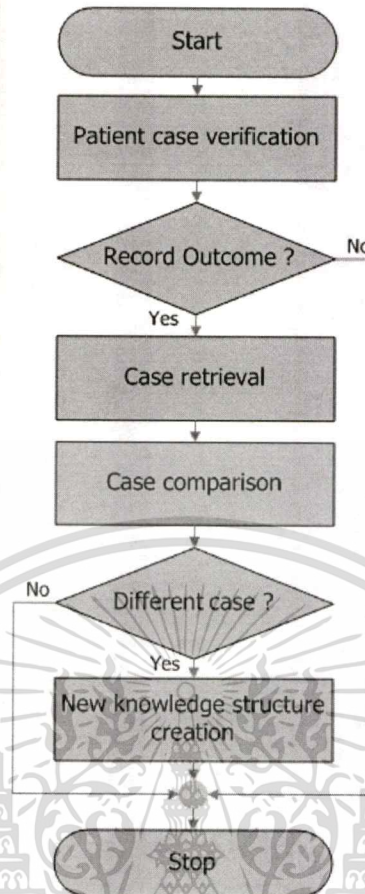 Start
Patient case verification
Record Outcome ?
No
Yes
Case retrieval
Case comparison
No
Different case ?
Yes
New knowledge structure
creation
Stop